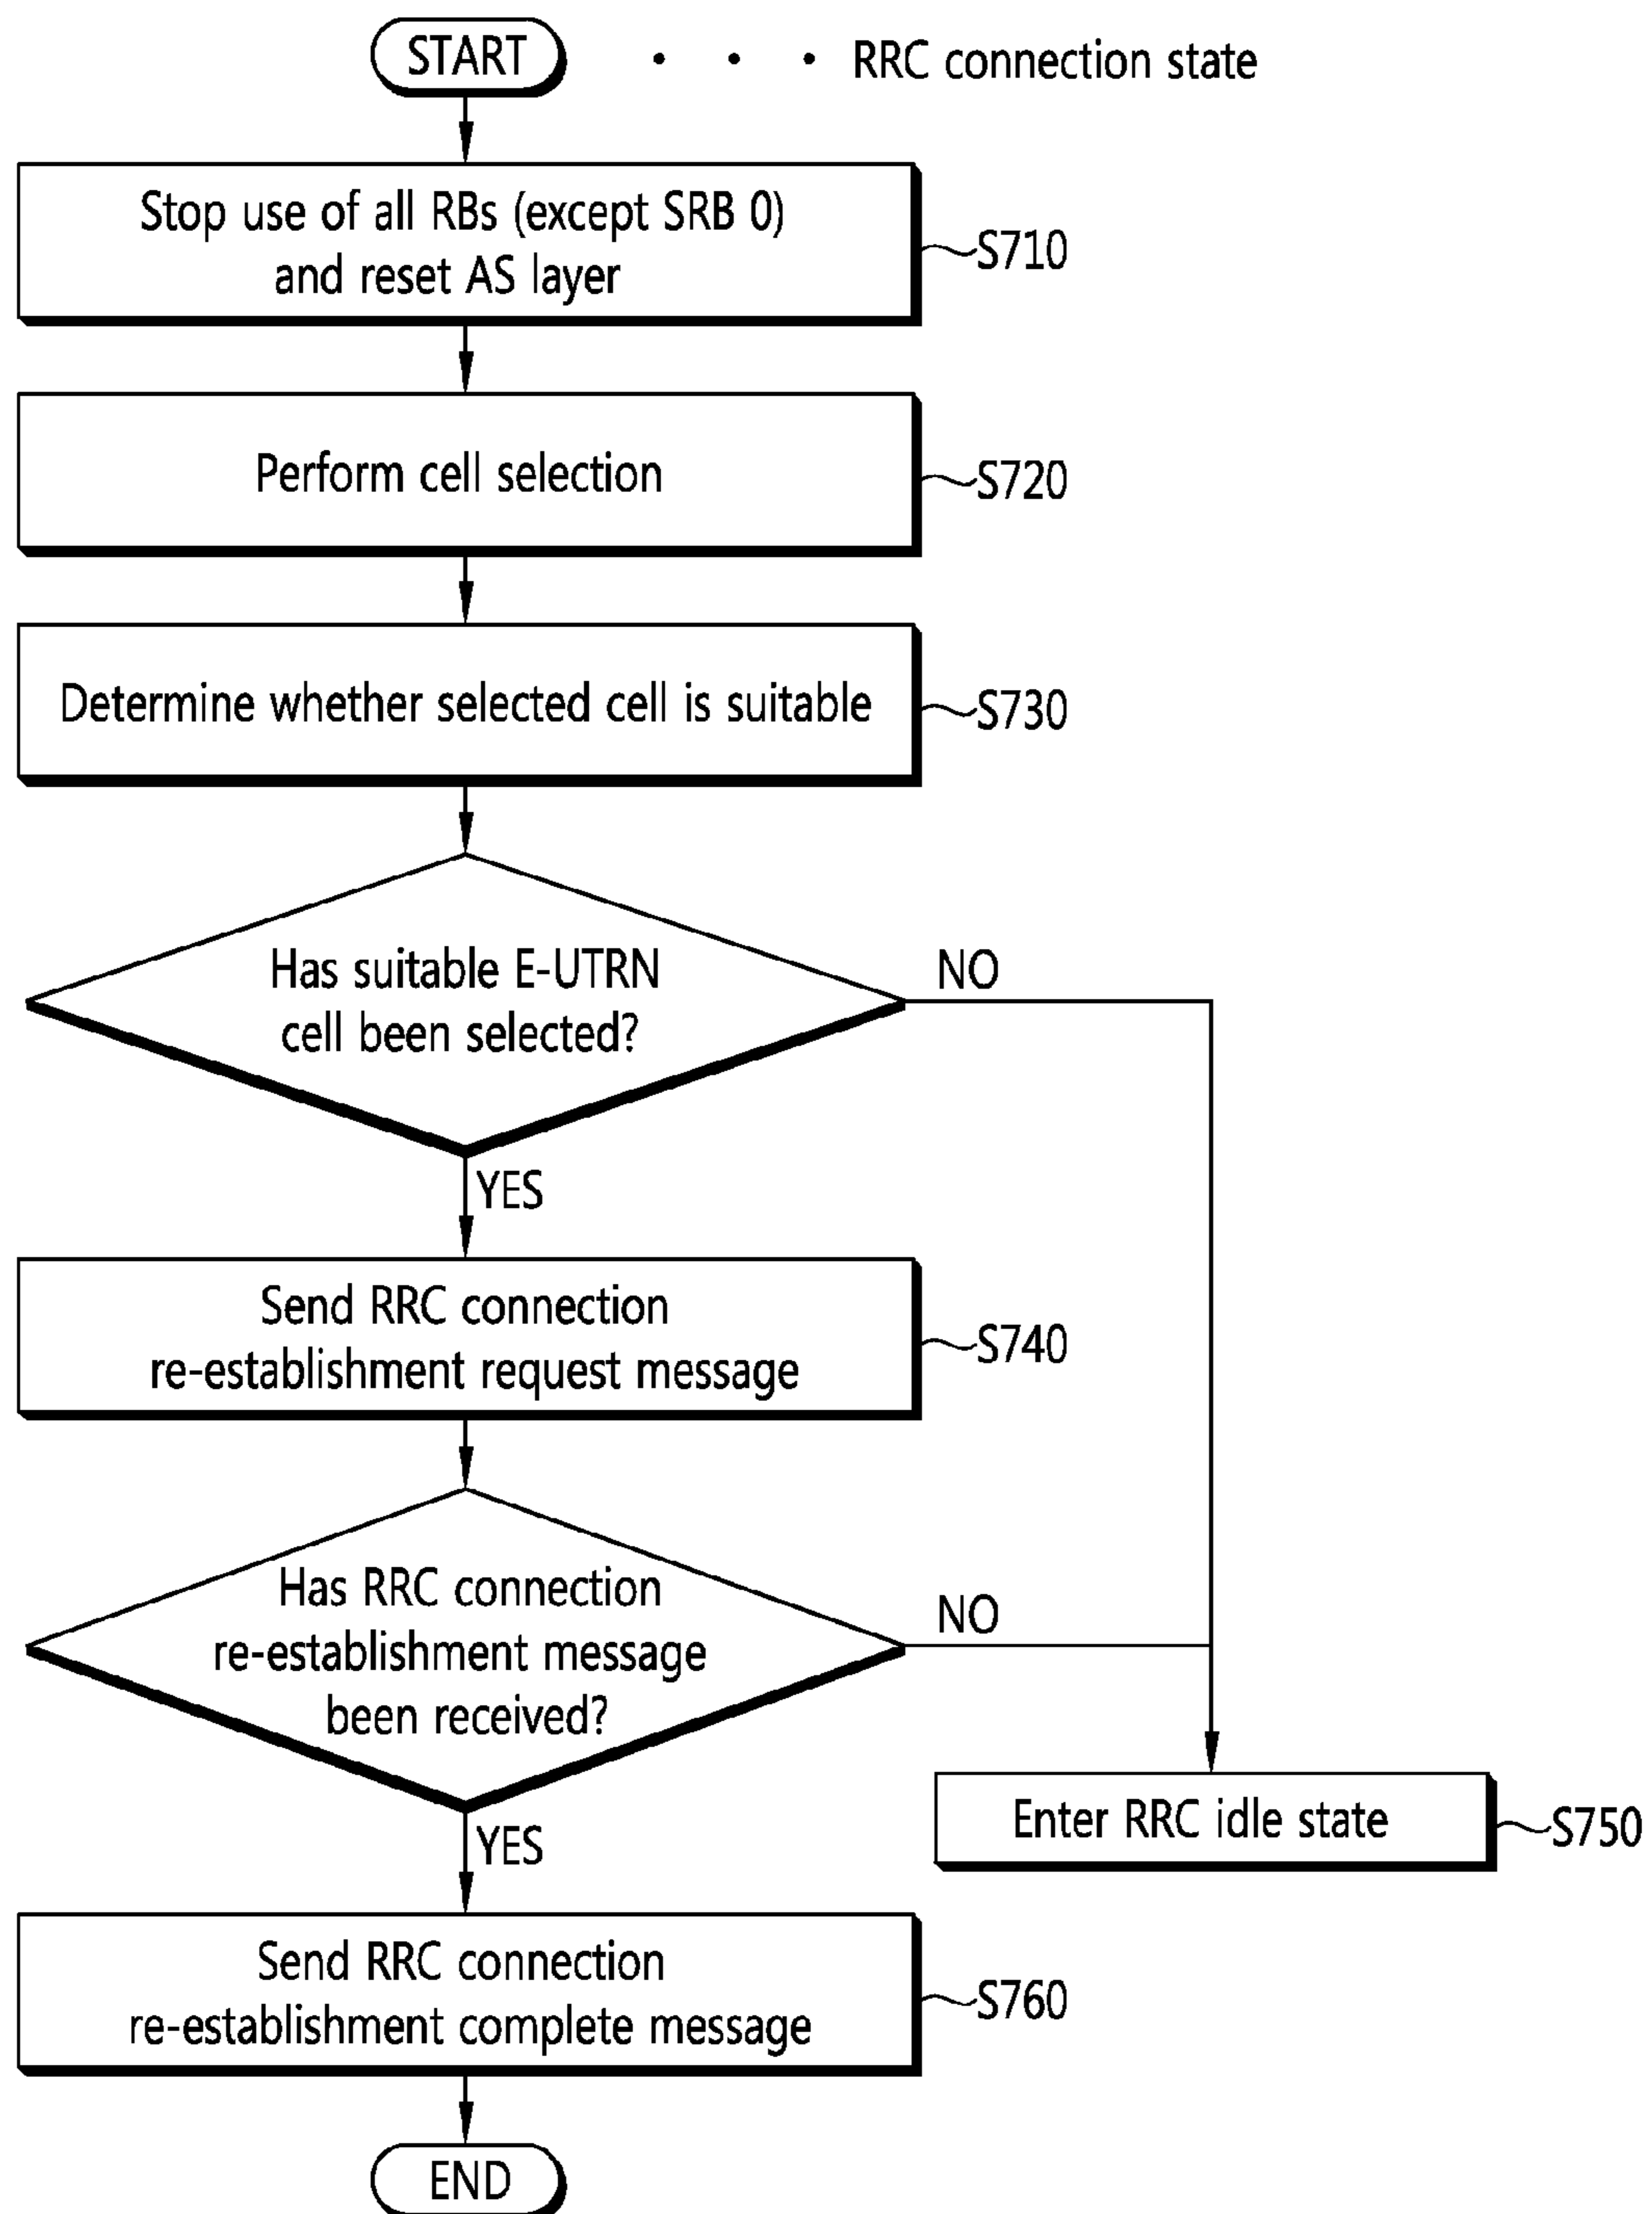 START
RRC connection state
Stop use of all RBs (except SRB 0)
and reset AS layer
S710
Perform cell selection
S720
Determine whether selected cell is suitable
S730
Has suitable E-UTRN
cell been selected?
NO
YES
Send RRC connection
re-establishment request message
S740
Has RRC connection
re-establishment message
been received?
NO
YES
Enter RRC idle state
S750
Send RRC connection
re-establishment complete message
S760
END